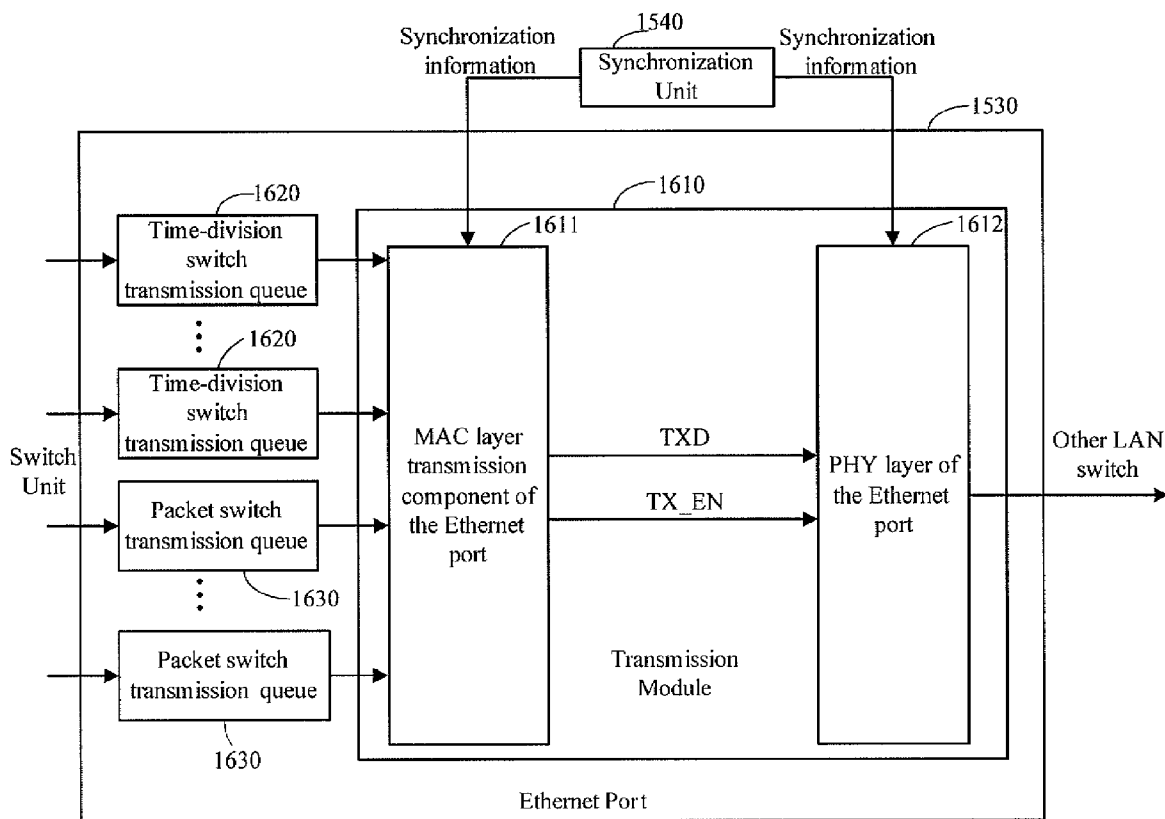 1540
Synchronization
information
Synchronization
Unit
Synchronization
information
1530
1620
1610
Time-division
switch
transmission queue
1611
1612
1620
Time-division
switch
transmission queue
Switch
Unit
MAC layer
transmission
component of
the Ethernet
port
TXD
TX_EN
PHY layer of
the Ethernet
port
Other LAN
switch
Packet switch
transmission queue
1630
Packet switch
transmission queue
1630
Transmission
Module
Ethernet Port